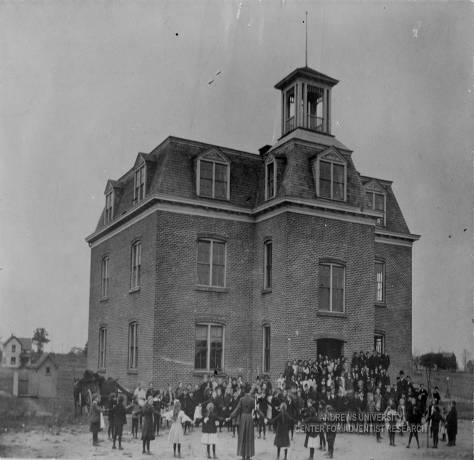 ANDREWS UNIVERSITY
CENTER FOR ADVENTIST RESEARCH